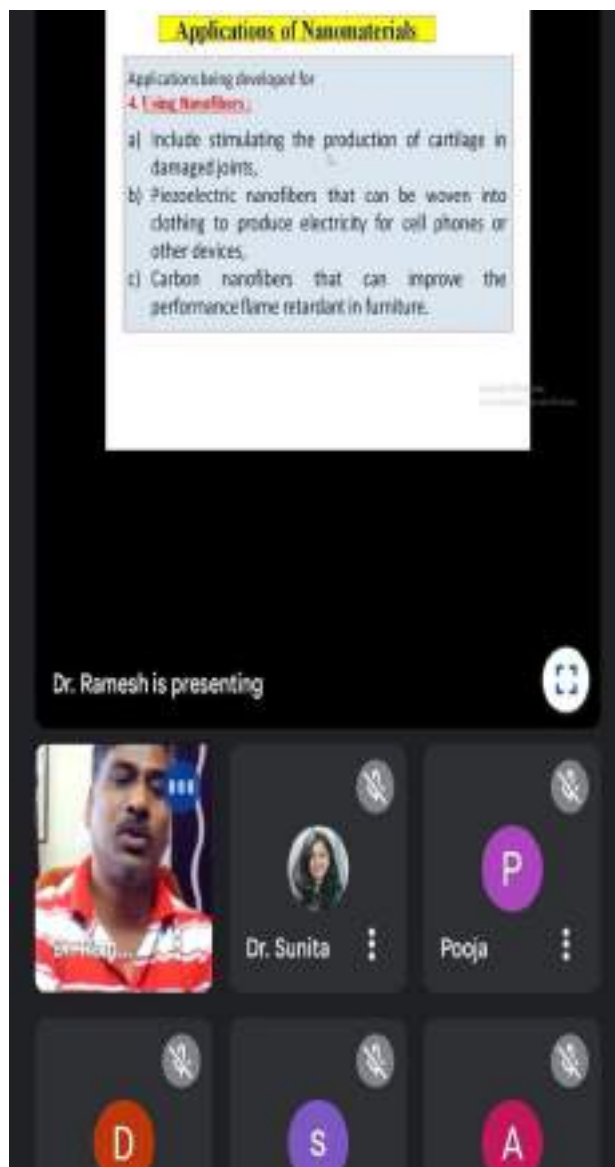 Applications of Nanomaterials
Applications being developed for
4. Using Nanofibers,
a) Include stimulating the production of cartilage in
damaged joints,
b) Piezoelectric nanofibers that can be woven into
clothing to produce electricity for cell phones or
other devices,
c) Carbon nanofibers that can improve the
performance flame retardant in furniture.
Dr. Ramesh is presenting
Dr. Sunita
Pooja
P
D
S
A